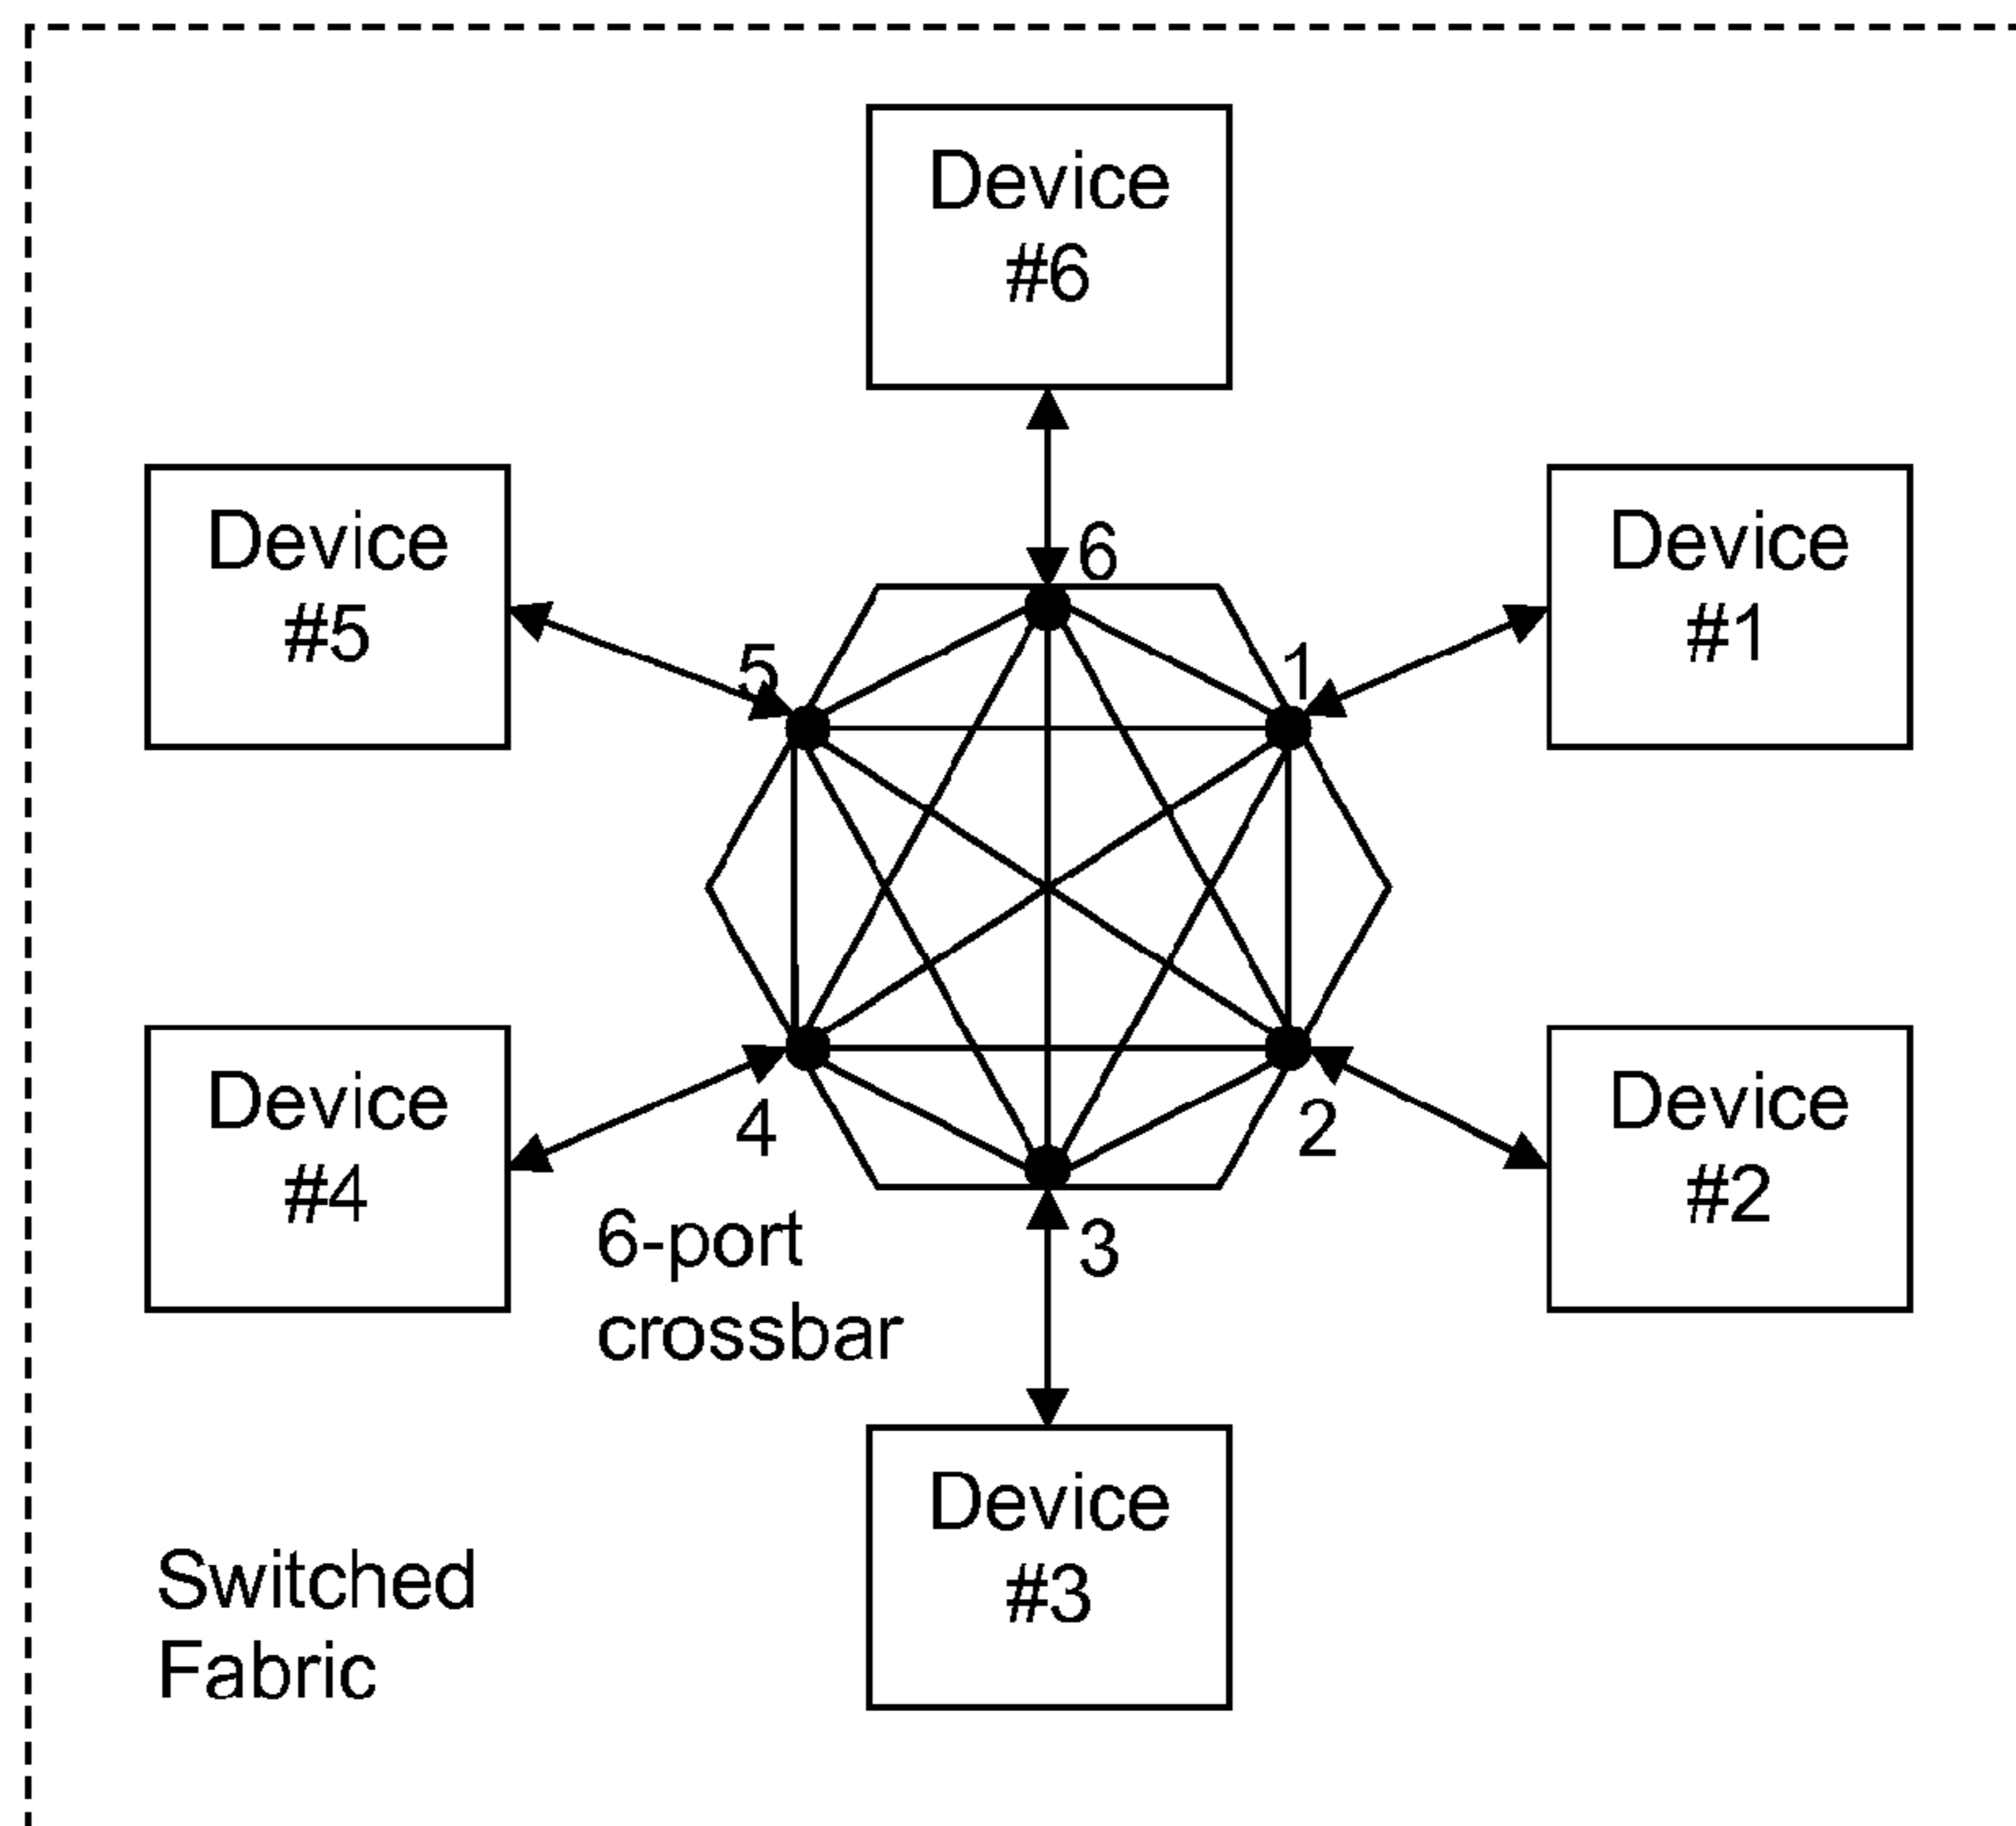 Device
#6
Device
#5
Device
#1
6
5
1
Device
#4
Device
#2
4
2
3
6-port
crossbar
Device
#3
Switched
Fabric